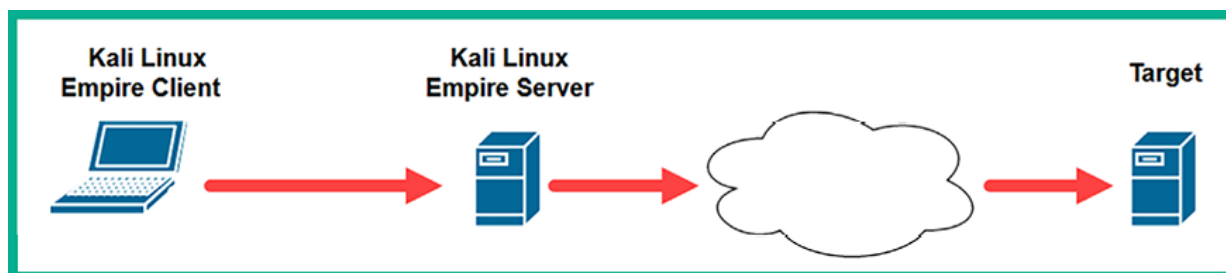 Kali Linux
Empire Client
Kali Linux
Empire Server
Target